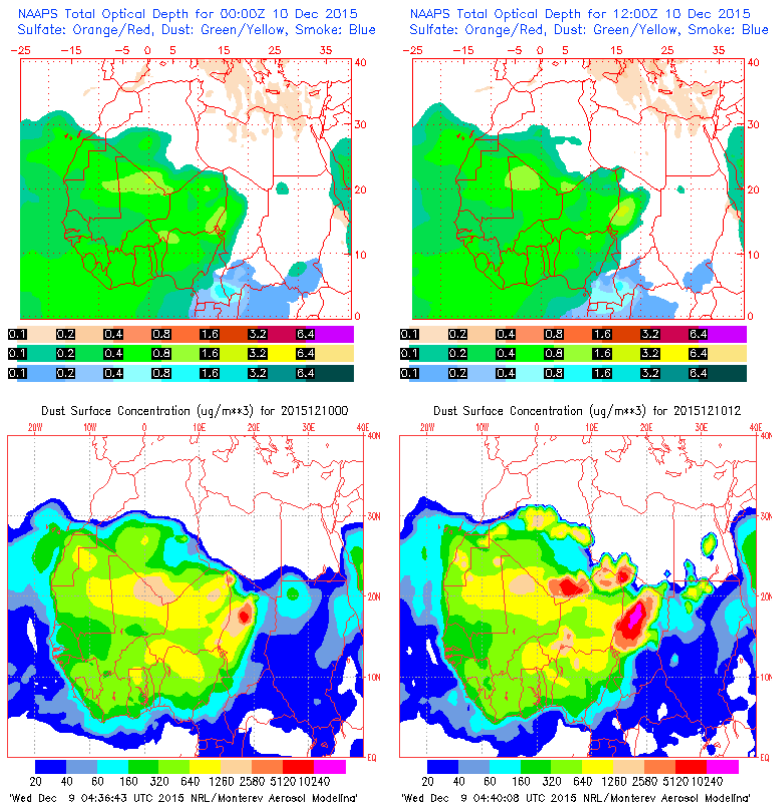 NAAPS Total Optical Depth for 00:00Z 10 Dec 2015
Sulfate: Orange/Red, Dust: Green/Yellow, Smoke: Blue
-25 -15 -5 0 5 15 25 35
40
30
20
10
0
0.1 0.2 0.4 0.8 1.6 3.2 6.4
0.1 0.2 0.4 0.8 1.6 3.2 6.4
0.1 0.2 0.4 0.8 1.6 3.2 6.4
NAAPS Total Optical Depth for 12:00Z 10 Dec 2015
Sulfate: Orange/Red, Dust: Green/Yellow, Smoke: Blue
-25 -15 -5 0 5 15 25 35
40
30
20
10
0
0.1 0.2 0.4 0.8 1.6 3.2 6.4
0.1 0.2 0.4 0.8 1.6 3.2 6.4
0.1 0.2 0.4 0.8 1.6 3.2 6.4
Dust Surface Concentration (ug/m**3) for 2015121000
20W 10W 0 10E 20E 30E 40E
40N
30N
20N
10N
EQ
20 40 60 160 320 640 1260 2580 5120 10240
'Wed Dec 9 04:36:43 UTC 2015 NRL/Monterey Aerosol Modeling'
Dust Surface Concentration (ug/m**3) for 2015121012
20W 10W 0 10E 20E 30E 40E
40N
30N
20N
10N
EQ
20 40 60 160 320 640 1260 2580 5120 10240
'Wed Dec 9 04:40:08 UTC 2015 NRL/Monterey Aerosol Modeling'